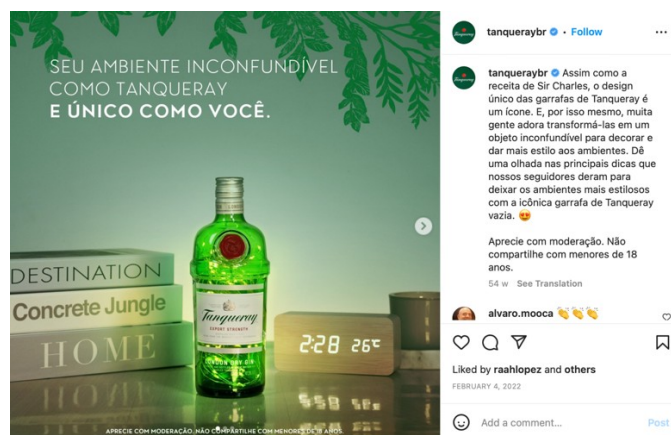 SEU AMBIENTE INCONFUNDÍVEL
COMO TANQUERAY
E ÚNICO COMO VOCÊ.
DESTINATION
Concrete Jungle
HOME
Tanqueray
EXPORT STRENGTH
LONDON DRY GIN
2:28 26°C
APRECIE COM MODERAÇÃO. NÃO COMPARTILHE COM MENORES DE 18 ANOS.
tanqueraybr • Follow
tanqueraybr Assim como a
receita de Sir Charles, o design
único das garrafas de Tanqueray é
um ícone. E, por isso mesmo, muita
gente adora transformá-las em um
objeto inconfundível para decorar e
dar mais estilo aos ambientes. Dê
uma olhada nas principais dicas que
nossos seguidores deram para
deixar os ambientes mais estilosos
com a icônica garrafa de Tanqueray
vazia. 😍
Aprecie com moderação. Não
compartilhe com menores de 18
anos.
54 w See Translation
alvaro.mooca 👏👏👏
Liked by raahlopez and others
FEBRUARY 4, 2022
Add a comment... Post